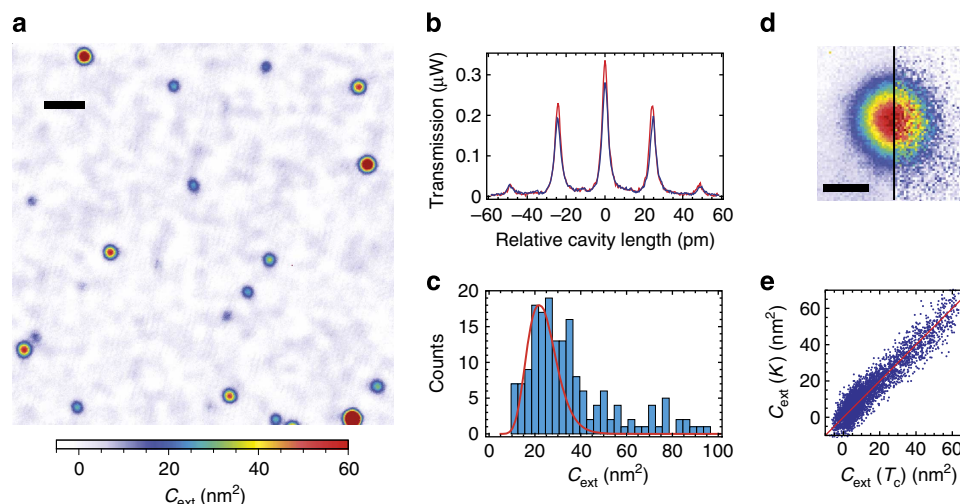 a
0 20 40 60
C_ext (nm²)
b
Transmission (μW)
0.3
0.2
0.1
0
−60 −40 −20 0 20 40 60
Relative cavity length (pm)
c
Counts
20
15
10
5
0
0 20 40 60 80 100
C_ext (nm²)
d
e
C_ext (K) (nm²)
60
40
20
0
0 20 40 60
C_ext (T_c) (nm²)